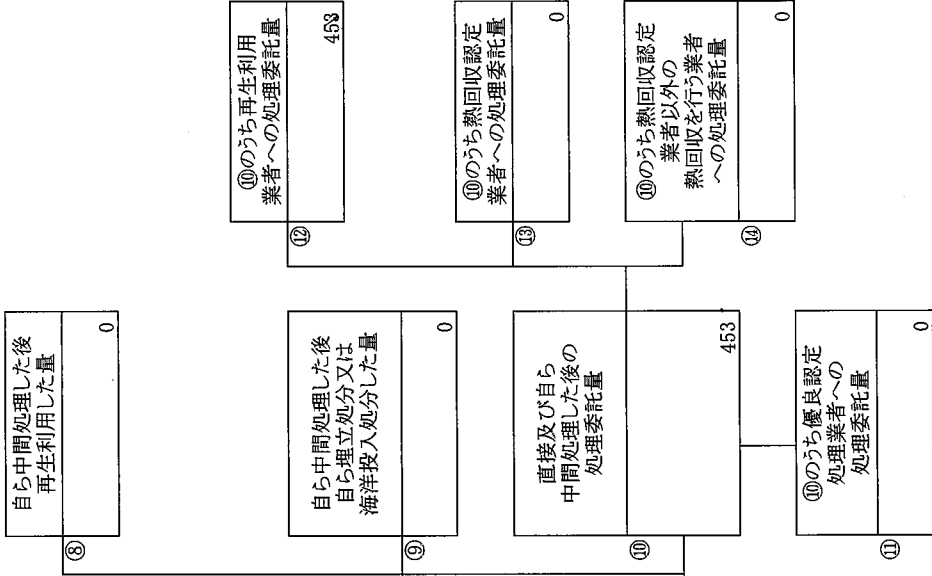 ⑧
自ら中間処理した後
再生利用した量
0
⑨
自ら中間処理した後
自ら埋立処分又は
海洋投入処分した量
0
⑩
直接及び自ら
中間処理した後の
処理委託量
453
⑪
⑩のうち優良認定
処理業者への
処理委託量
0
⑫
⑩のうち再生利用
業者への処理委託量
453
⑬
⑩のうち熱回収認定
業者への処理委託量
0
⑭
⑩のうち熱回収認定
業者以外の
熱回収を行う業者
への処理委託量
0